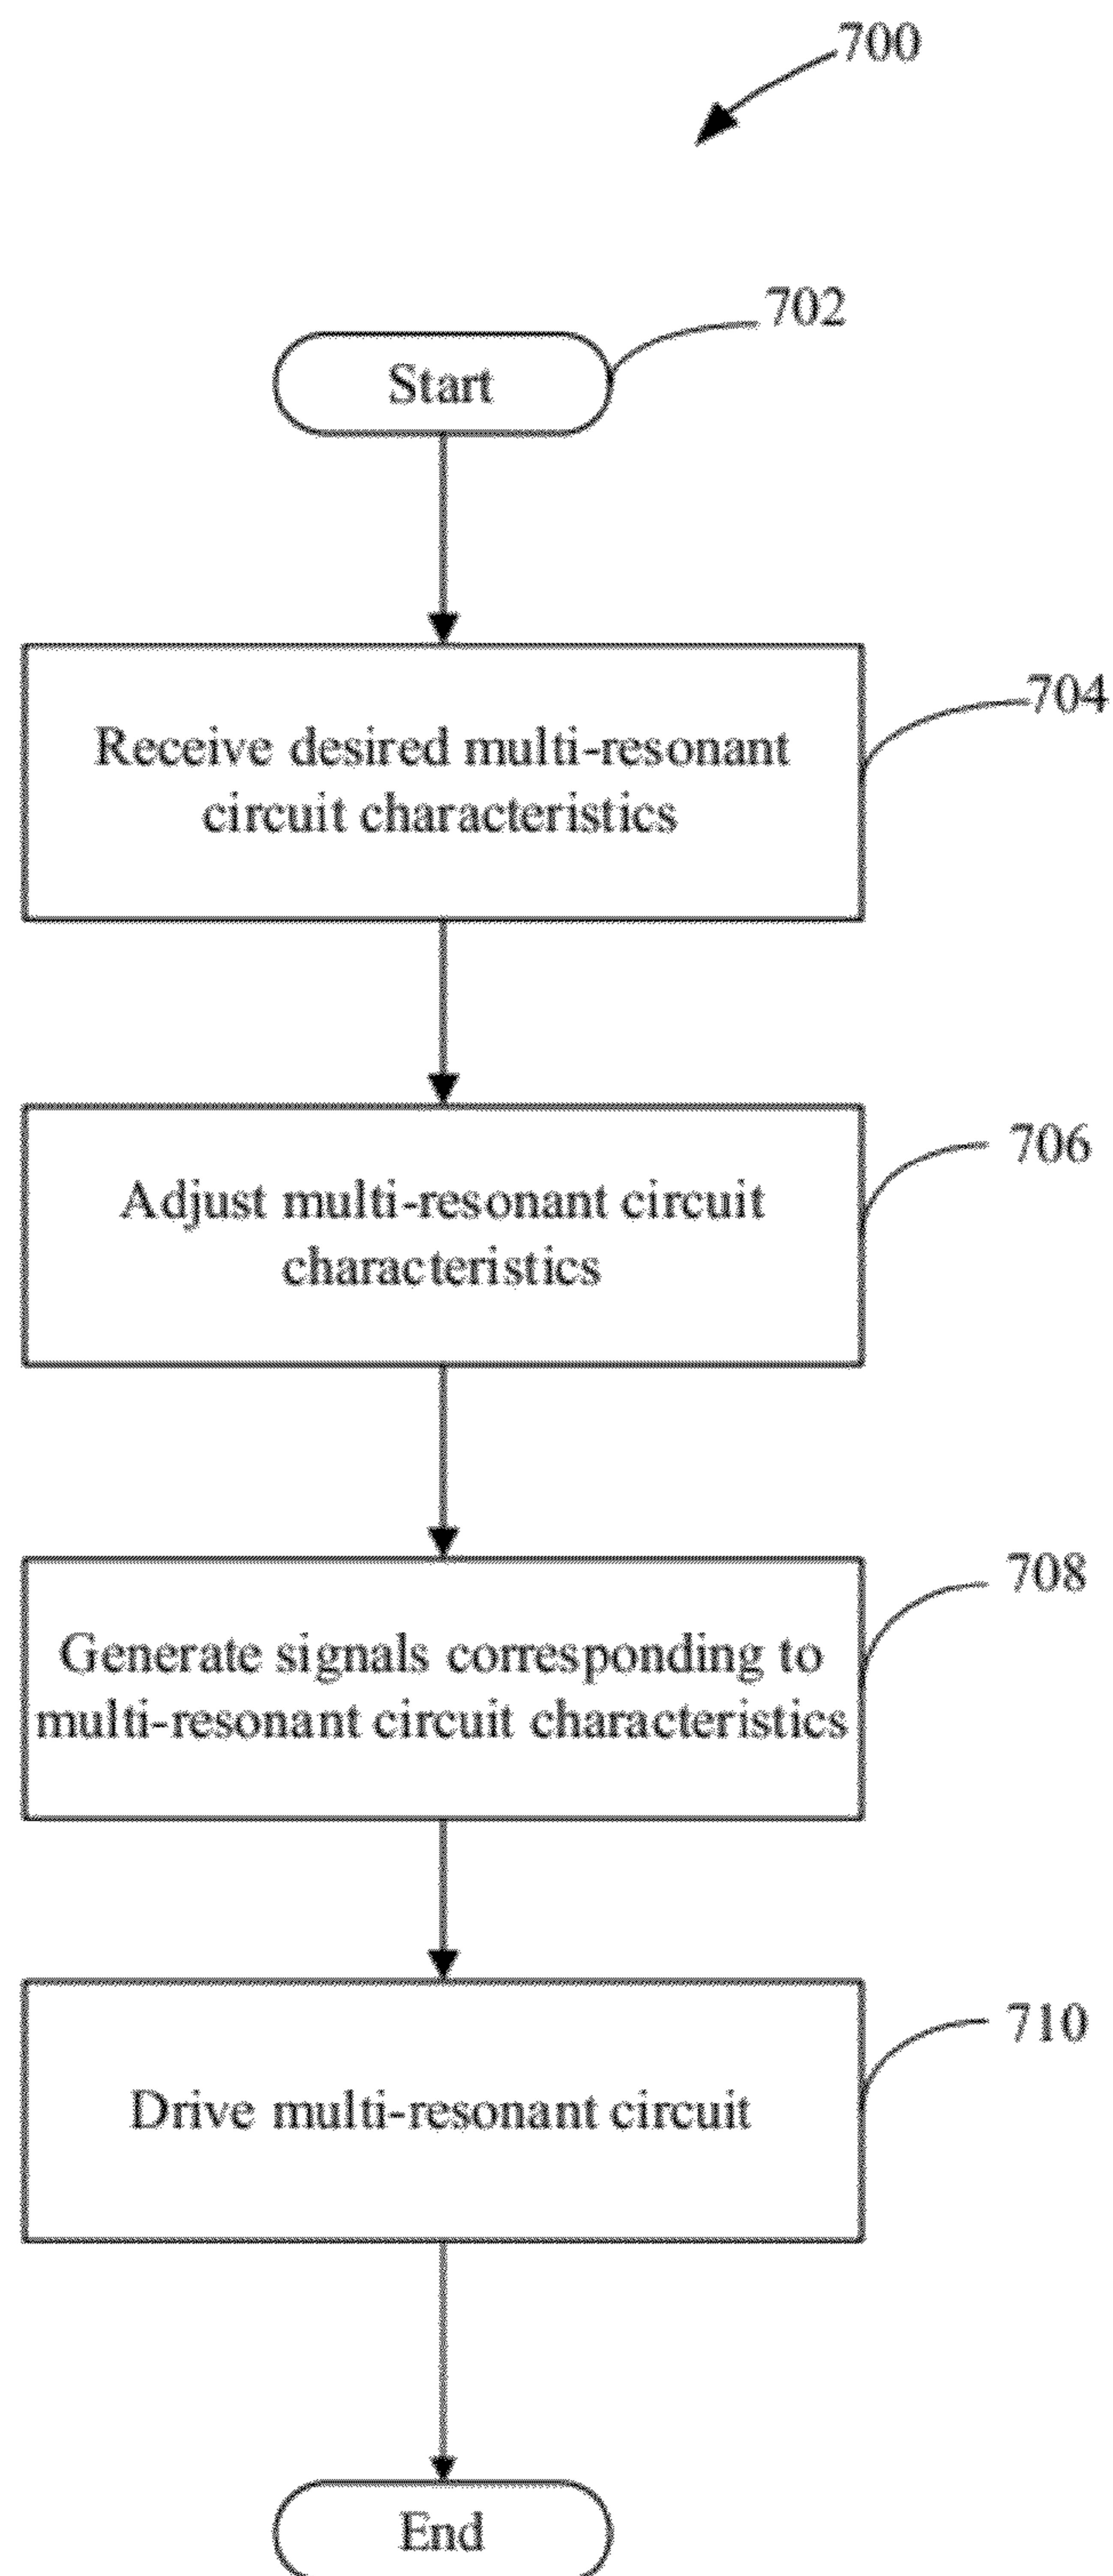 700
702
Start
704
Receive desired multi-resonant
circuit characteristics
706
Adjust multi-resonant circuit
characteristics
708
Generate signals corresponding to
multi-resonant circuit characteristics
710
Drive multi-resonant circuit
End